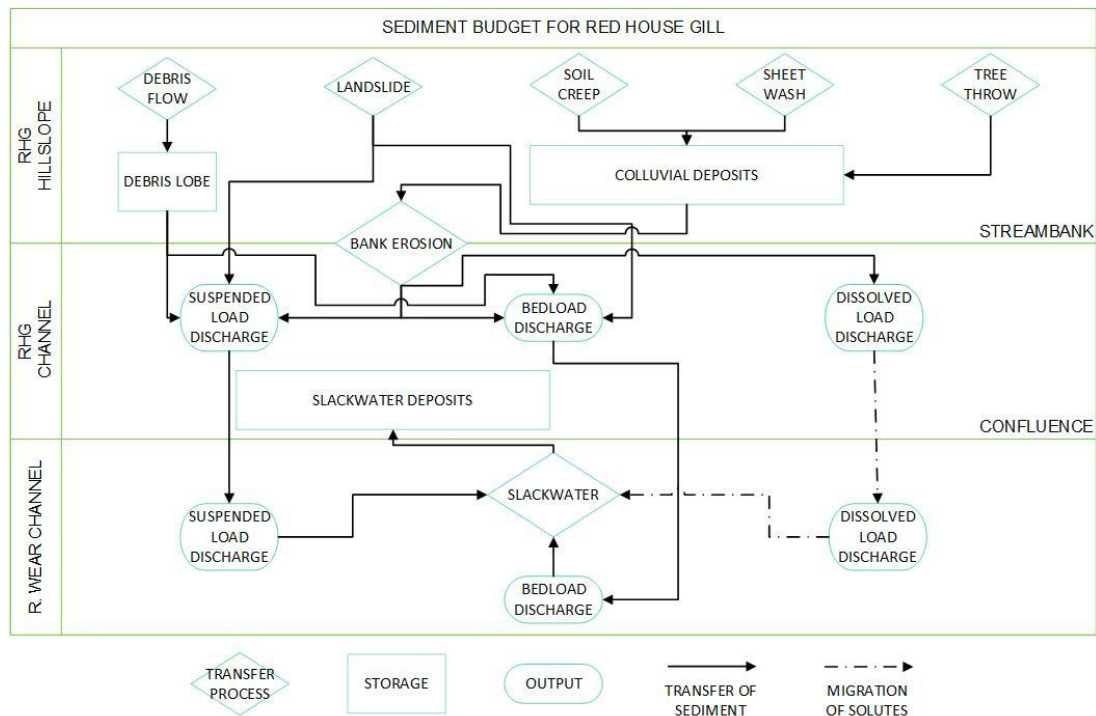 SEDIMENT BUDGET FOR RED HOUSE GILL
RHG
HILLSLOPE
DEBRIS
FLOW
LANDSLIDE
SOIL
CREEP
SHEET
WASH
TREE
THROW
DEBRIS LOBE
COLLUVIAL DEPOSITS
BANK EROSION
STREAMBANK
RHG
CHANNEL
SUSPENDED
LOAD
DISCHARGE
BEDLOAD
DISCHARGE
DISSOLVED
LOAD
DISCHARGE
SLACKWATER DEPOSITS
CONFLUENCE
R. WEAR CHANNEL
SUSPENDED
LOAD
DISCHARGE
SLACKWATER
DISSOLVED
LOAD
DISCHARGE
BEDLOAD
DISCHARGE
TRANSFER
PROCESS
STORAGE
OUTPUT
TRANSFER OF
SEDIMENT
MIGRATION
OF SOLUTES